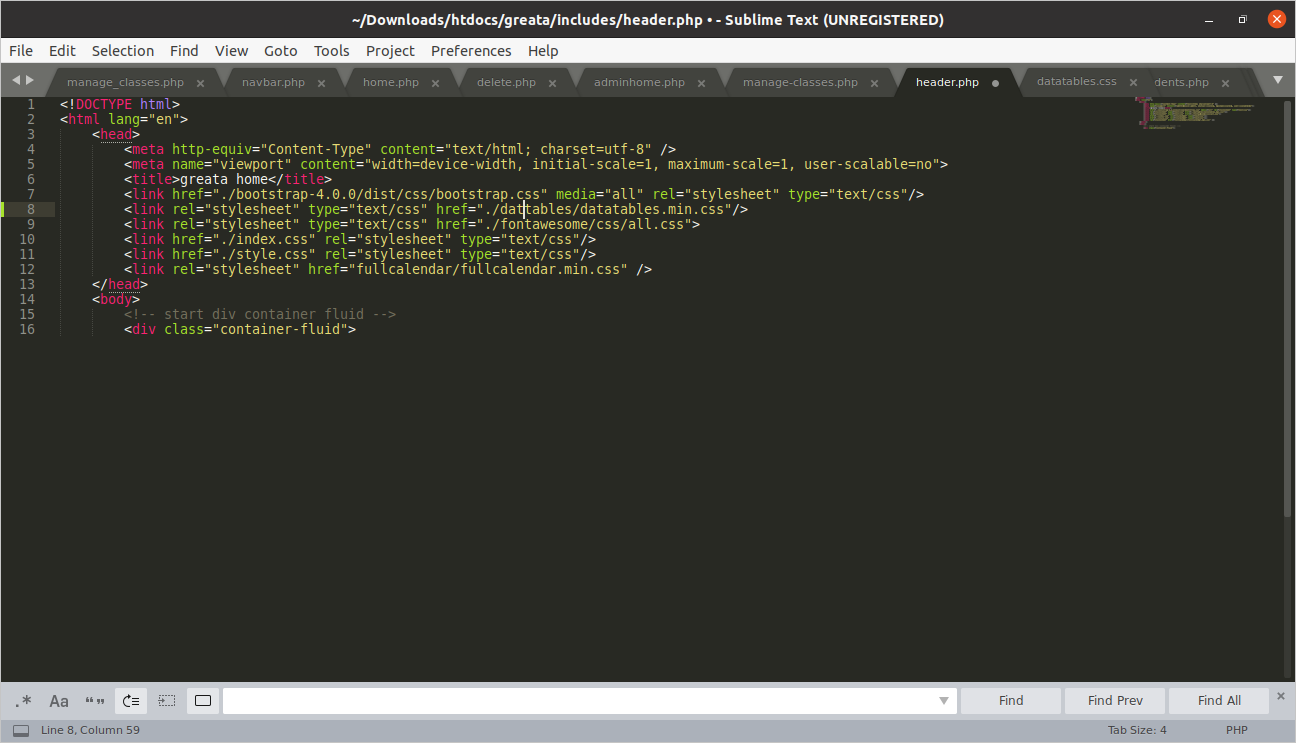 ~/Downloads/htdocs/greata/includes/header.php • - Sublime Text (UNREGISTERED)
File Edit Selection Find View Goto Tools Project Preferences Help
manage_classes.php navbar.php home.php delete.php adminhome.php manage-classes.php header.php datatables.css dents.php
1 <!DOCTYPE html>
2 <html lang="en">
3 <head>
4 <meta http-equiv="Content-Type" content="text/html; charset=utf-8" />
5 <meta name="viewport" content="width=device-width, initial-scale=1, maximum-scale=1, user-scalable=no">
6 <title>greata home</title>
7 <link href="./bootstrap-4.0.0/dist/css/bootstrap.css" media="all" rel="stylesheet" type="text/css"/>
8 <link rel="stylesheet" type="text/css" href="./dattables/datatables.min.css"/>
9 <link rel="stylesheet" type="text/css" href="./fontawesome/css/all.css">
10 <link href="./index.css" rel="stylesheet" type="text/css"/>
11 <link href="./style.css" rel="stylesheet" type="text/css"/>
12 <link rel="stylesheet" href="fullcalendar/fullcalendar.min.css" />
13 </head>
14 <body>
15 <!-- start div container fluid -->
16 <div class="container-fluid">
.* Aa “” Find Find Prev Find All
Line 8, Column 59 Tab Size: 4 PHP